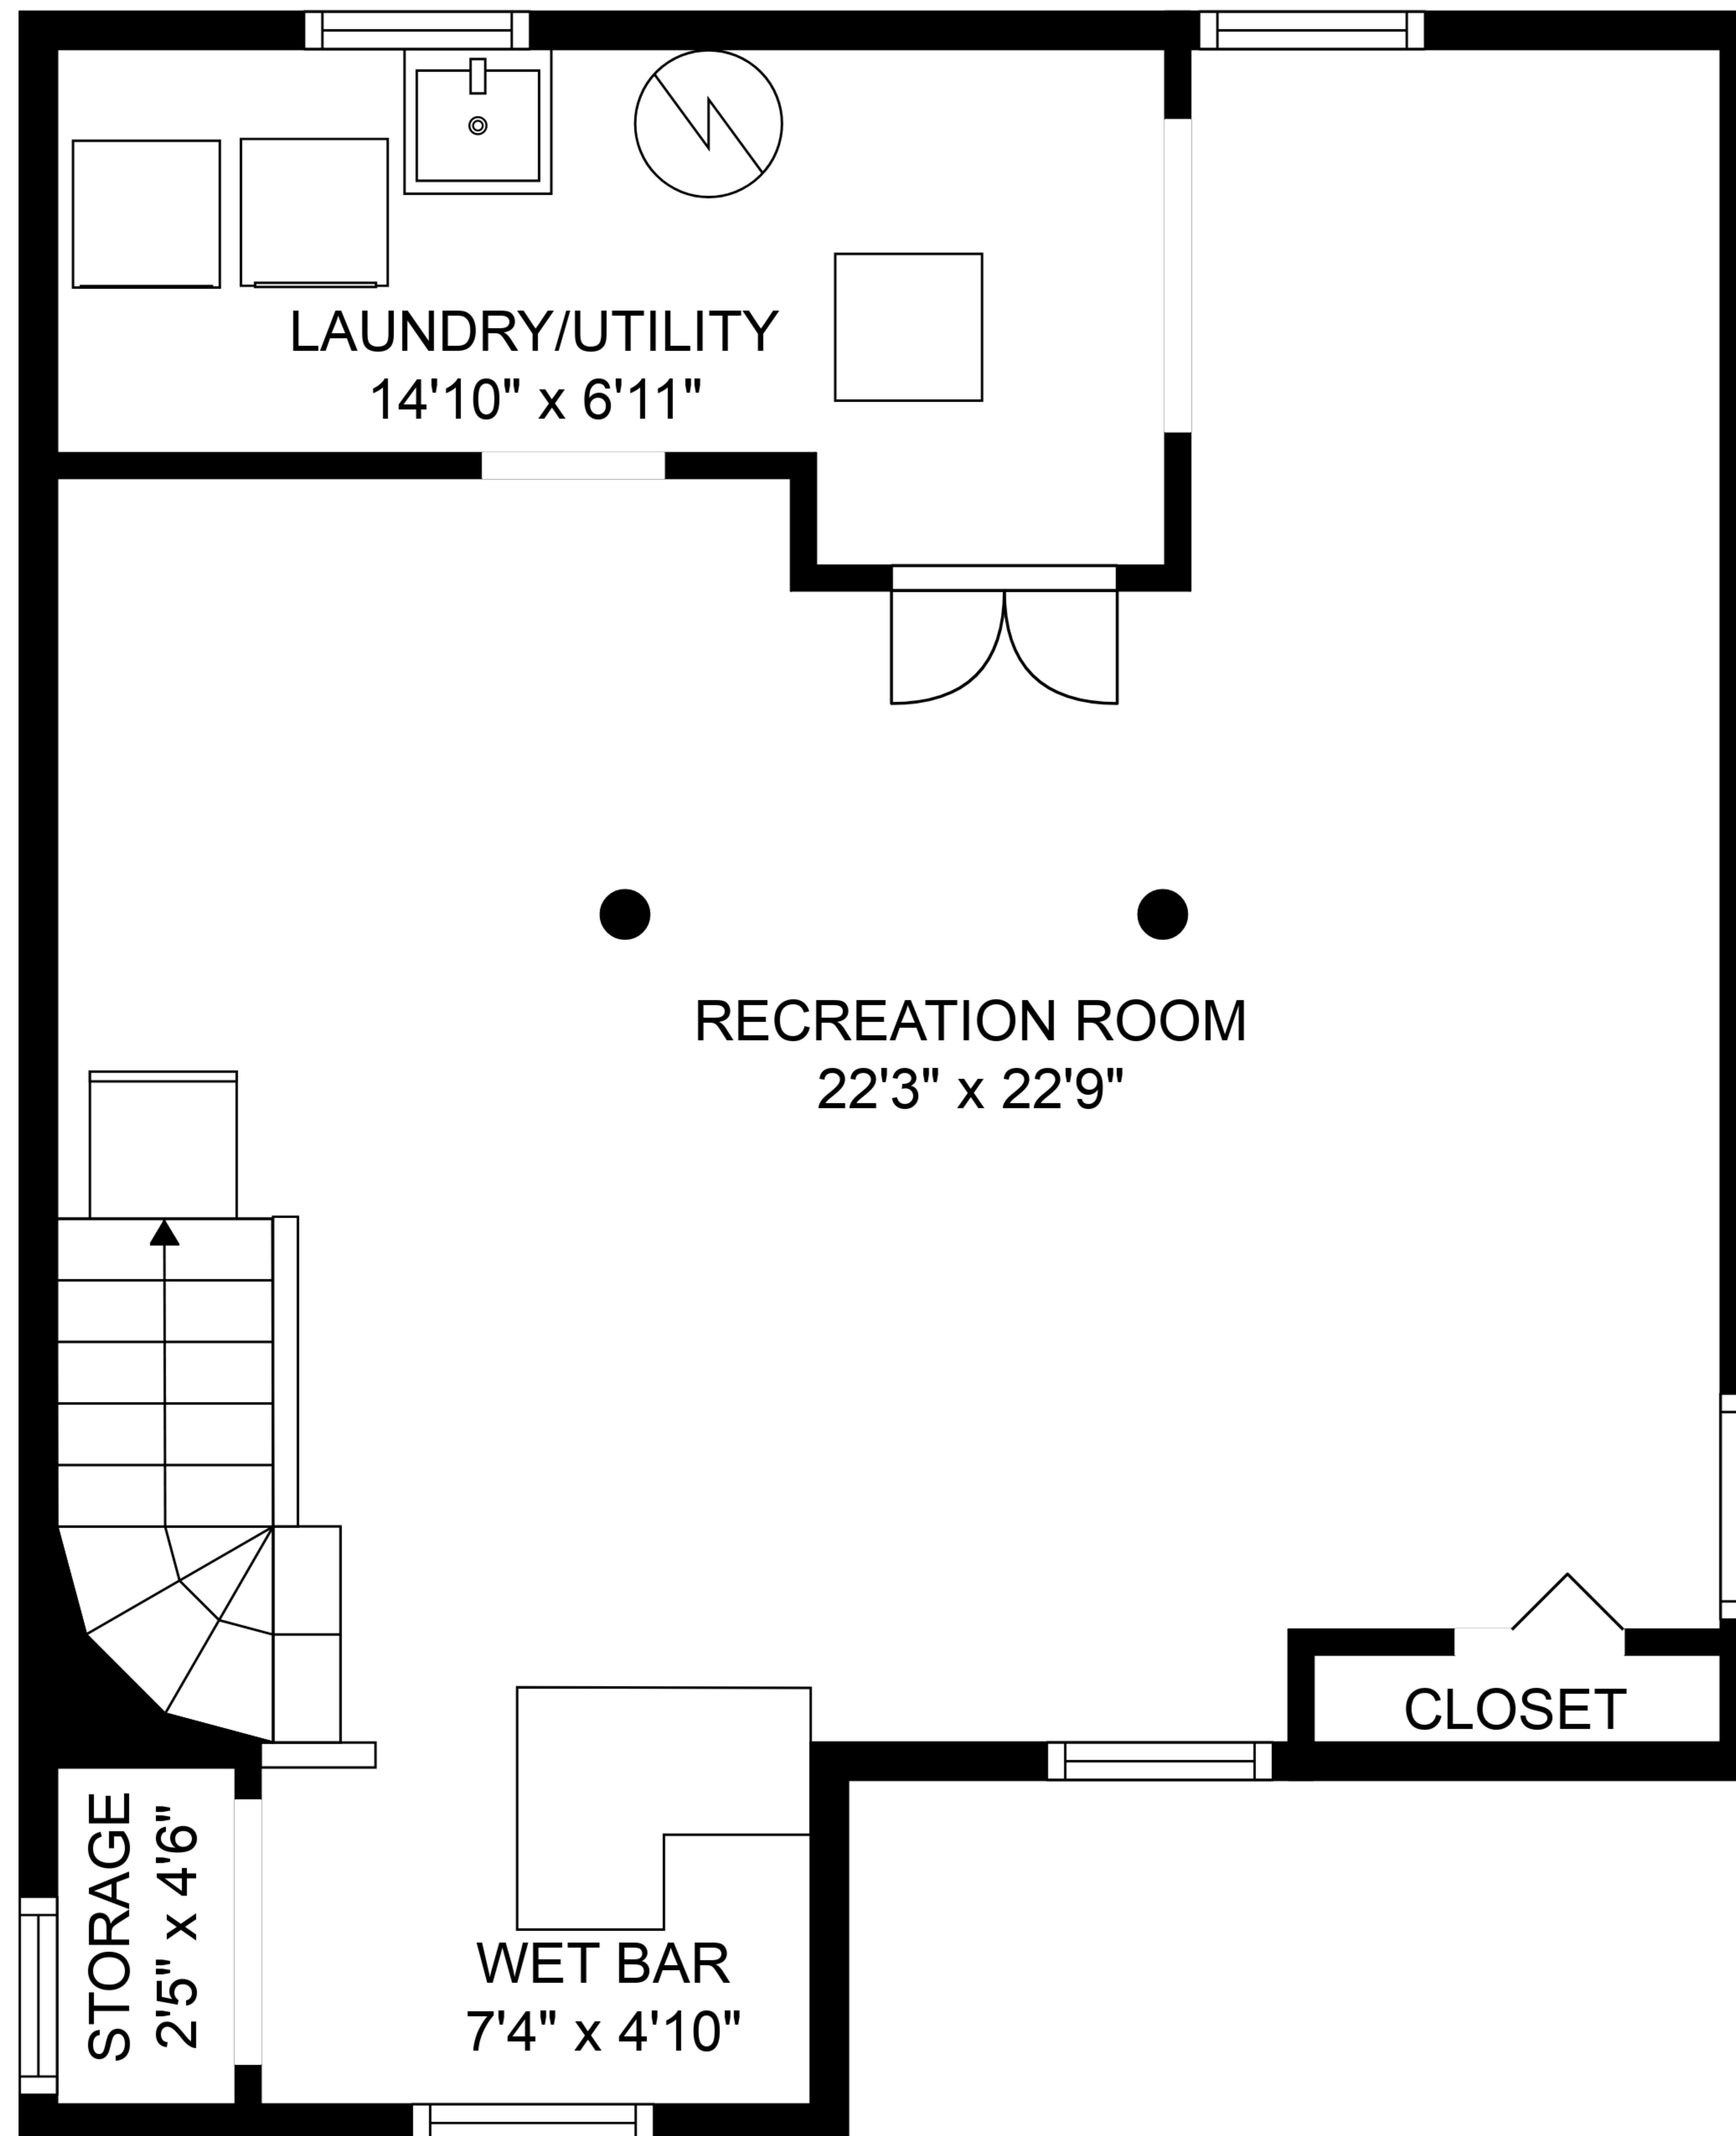 LAUNDRY/UTILITY
14'10" x 6'11"
RECREATION ROOM
22'3" x 22'9"
CLOSET
STORAGE
2'5" x 4'6"
WET BAR
7'4" x 4'10"